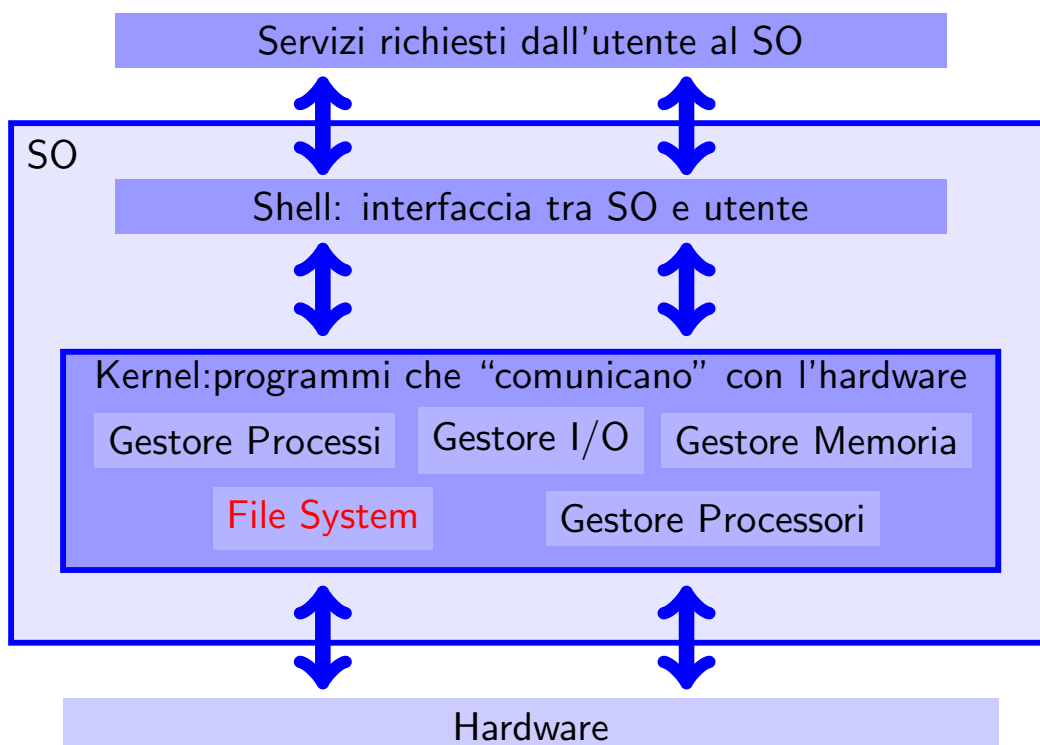 Servizi richiesti dall'utente al SO
SO
Shell: interfaccia tra SO e utente
Kernel:programmi che “comunicano” con l'hardware
Gestore Processi Gestore I/O Gestore Memoria
File System Gestore Processori
Hardware